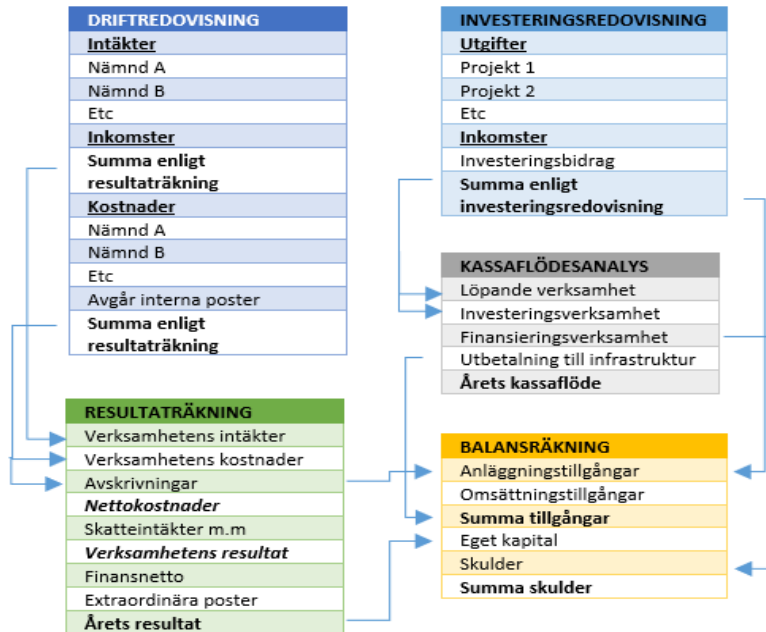 DRIFTREDOVISNING
Intäkter
Nämnd A
Nämnd B
Etc
Inkomster
Summa enligt
resultaträkning
Kostnader
Nämnd A
Nämnd B
Etc
Avgår interna poster
Summa enligt
resultaträkning
INVESTERINGSREDOVISNING
Utgifter
Projekt 1
Projekt 2
Etc
Inkomster
Investeringsbidrag
Summa enligt
investeringsredovisning
KASSAFLÖDESANALYS
Löpande verksamhet
Investeringsverksamhet
Finansieringsverksamhet
Utbetalning till infrastruktur
Årets kassaflöde
RESULTATRÄKNING
Verksamhetens intäkter
Verksamhetens kostnader
Avskrivningar
Nettokostnader
Skatteintäkter m.m
Verksamhetens resultat
Finansnetto
Extraordinära poster
Årets resultat
BALANSRÄKNING
Anläggningstillgångar
Omsättningstillgångar
Summa tillgångar
Eget kapital
Skulder
Summa skulder